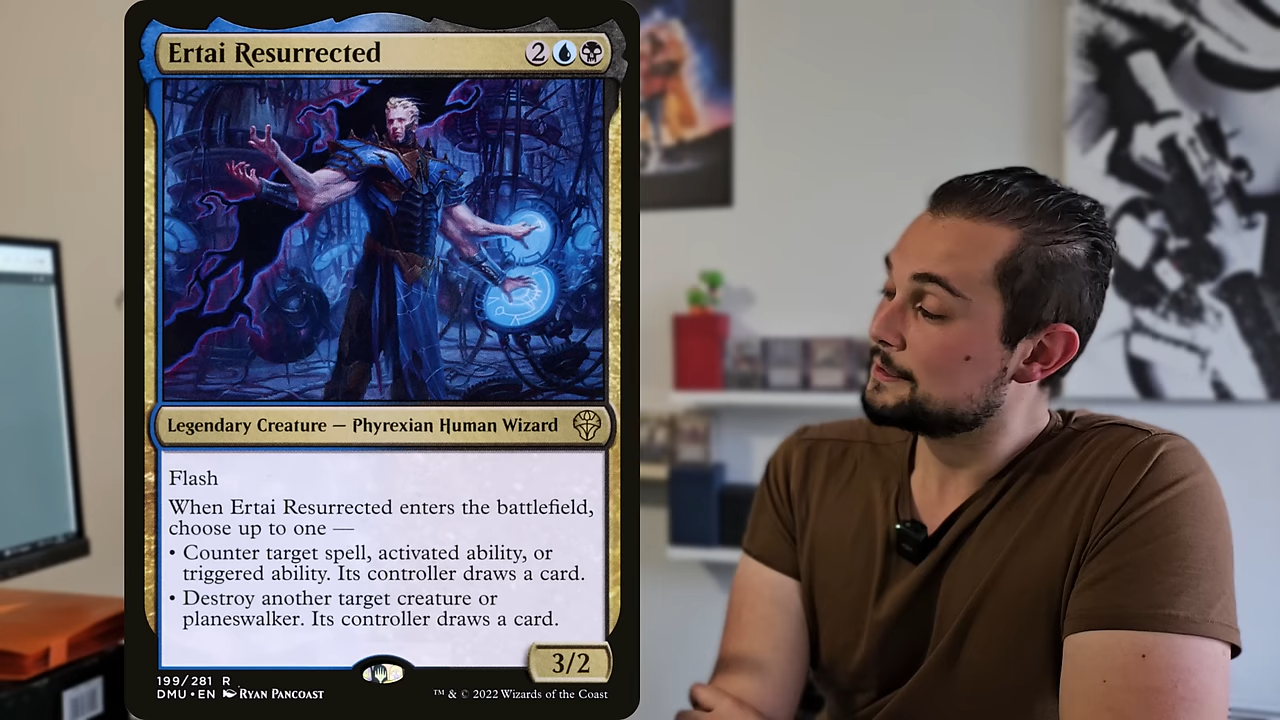 Ertai Resurrected 2
Legendary Creature — Phyrexian Human Wizard
Flash
When Ertai Resurrected enters the battlefield,
choose up to one —
• Counter target spell, activated ability, or
triggered ability. Its controller draws a card.
• Destroy another target creature or
planeswalker. Its controller draws a card.
3/2
199/281 R
DMU • EN Ryan Pancoast
™ & © 2022 Wizards of the Coast